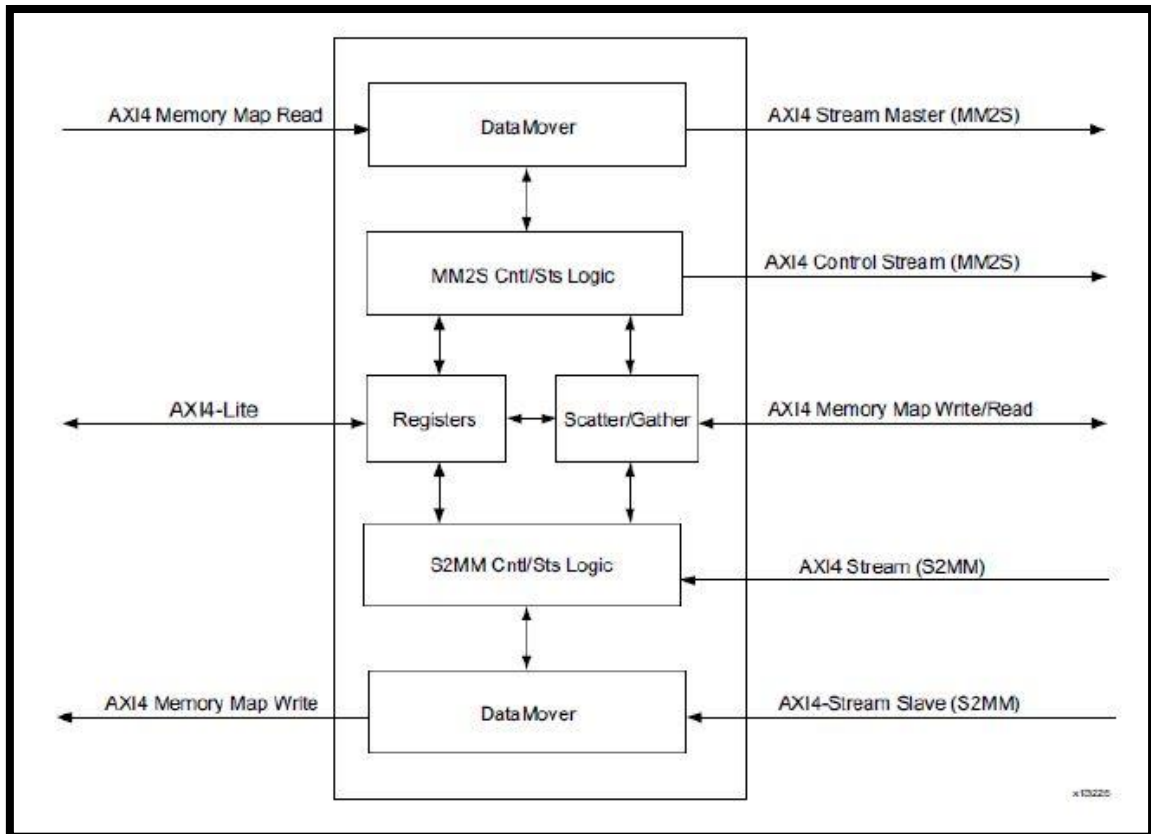 AXI4 Memory Map Read
DataMover
AXI4 Stream Master (MM2S)
MM2S Cntl/Sts Logic
AXI4 Control Stream (MM2S)
AXI4-Lite
Registers
Scatter/Gather
AXI4 Memory Map Write/Read
S2MM Cntl/Sts Logic
AXI4 Stream (S2MM)
AXI4 Memory Map Write
DataMover
AXI4-Stream Slave (S2MM)
x13226